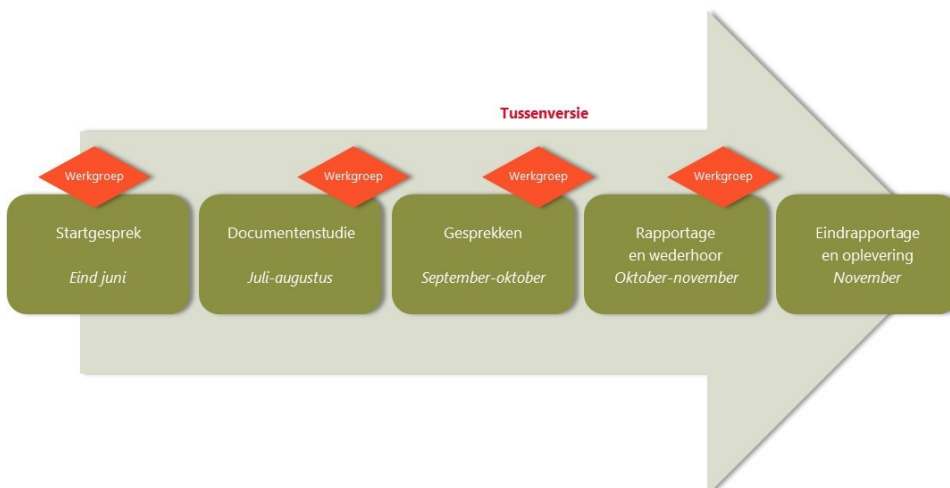 Tussenversie
Werkgroep
Werkgroep
Werkgroep
Werkgroep
Startgesprek
Eind juni
Documentenstudie
Juli-augustus
Gesprekken
September-oktober
Rapportage
en wederhoor
Oktober-november
Eindrapportage
en oplevering
November